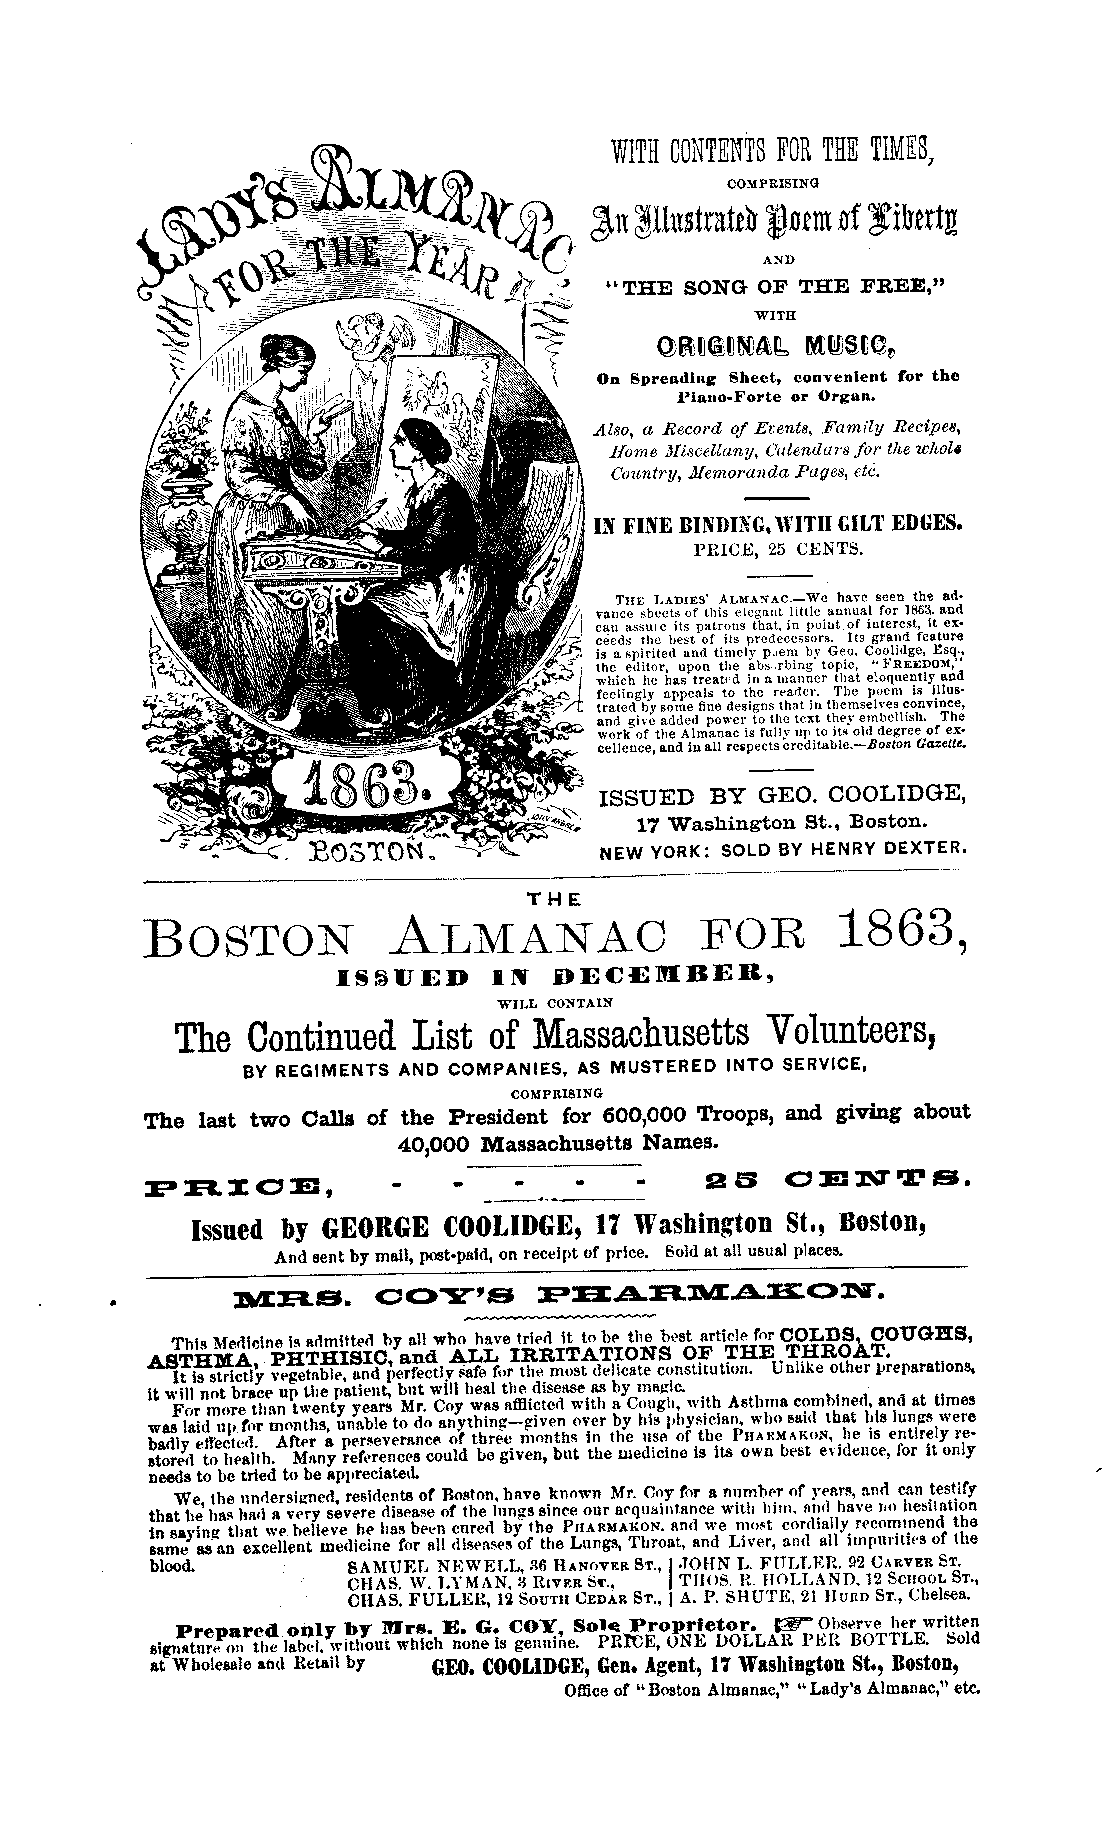 LADY'S ALMANAC,
FOR THE YEAR
1863.
BOSTON.
WITH CONTENTS FOR THE TIMES,
COMPRISING
An Illustrated Poem of Liberty
AND
"THE SONG OF THE FREE,"
WITH
ORIGINAL MUSIC,
On Spreading Sheet, convenient for the
Piano-Forte or Organ.
Also, a Record of Events, Family Recipes,
Home Miscellany, Calendars for the whole
Country, Memoranda Pages, etc.
IN FINE BINDING, WITH GILT EDGES.
PRICE, 25 CENTS.
THE LADIES' ALMANAC.—We have seen the ad-
vance sheets of this elegant little annual for 1863, and
can assure its patrons that, in point of interest, it ex-
ceeds the best of its predecessors. Its grand feature
is a spirited and timely poem by Geo. Coolidge, Esq.,
the editor, upon the absorbing topic, "FREEDOM,"
which he has treated in a manner that eloquently and
feelingly appeals to the reader. The poem is illus-
trated by some fine designs that in themselves convince,
and give added power to the text they embellish. The
work of the Almanac is fully up to its old degree of ex-
cellence, and in all respects creditable.—Boston Gazette.
ISSUED BY GEO. COOLIDGE,
17 Washington St., Boston.
NEW YORK: SOLD BY HENRY DEXTER.
THE
BOSTON ALMANAC FOR 1863,
ISSUED IN DECEMBER,
WILL CONTAIN
The Continued List of Massachusetts Volunteers,
BY REGIMENTS AND COMPANIES, AS MUSTERED INTO SERVICE,
COMPRISING
The last two Calls of the President for 600,000 Troops, and giving about
40,000 Massachusetts Names.
PRICE, - - - - - 25 CENTS.
Issued by GEORGE COOLIDGE, 17 Washington St., Boston,
And sent by mail, post-paid, on receipt of price. Sold at all usual places.
MRS. COY'S PHARMAKON.
This Medicine is admitted by all who have tried it to be the best article for COLDS, COUGHS,
ASTHMA, PHTHISIC, and ALL IRRITATIONS OF THE THROAT.
It is strictly vegetable, and perfectly safe for the most delicate constitution. Unlike other preparations,
it will not brace up the patient, but will heal the disease as by magic.
For more than twenty years Mr. Coy was afflicted with a Cough, with Asthma combined, and at times
was laid up for months, unable to do anything—given over by his physician, who said that his lungs were
badly effected. After a perseverance of three months in the use of the PHARMAKON, he is entirely re-
stored to health. Many references could be given, but the medicine is its own best evidence, for it only
needs to be tried to be appreciated.
We, the undersigned, residents of Boston, have known Mr. Coy for a number of years, and can testify
that he has had a very severe disease of the lungs since our acquaintance with him, and have no hesitation
in saying that we believe he has been cured by the PHARMAKON, and we most cordially recommend the
same as an excellent medicine for all diseases of the Lungs, Throat, and Liver, and all impurities of the
blood. SAMUEL NEWELL, 36 HANOVER ST., | JOHN L. FULLER, 92 CARVER ST.
CHAS. W. LYMAN, 3 RIVER ST., | THOS. R. HOLLAND, 12 SCHOOL ST.,
CHAS. FULLER, 12 SOUTH CEDAR ST., | A. P. SHUTE, 21 HURD ST., Chelsea.
Prepared only by Mrs. E. G. COY, Sole Proprietor. ☞ Observe her written
signature on the label, without which none is genuine. PRICE, ONE DOLLAR PER BOTTLE. Sold
at Wholesale and Retail by GEO. COOLIDGE, Gen. Agent, 17 Washington St., Boston,
Office of "Boston Almanac," "Lady's Almanac," etc.